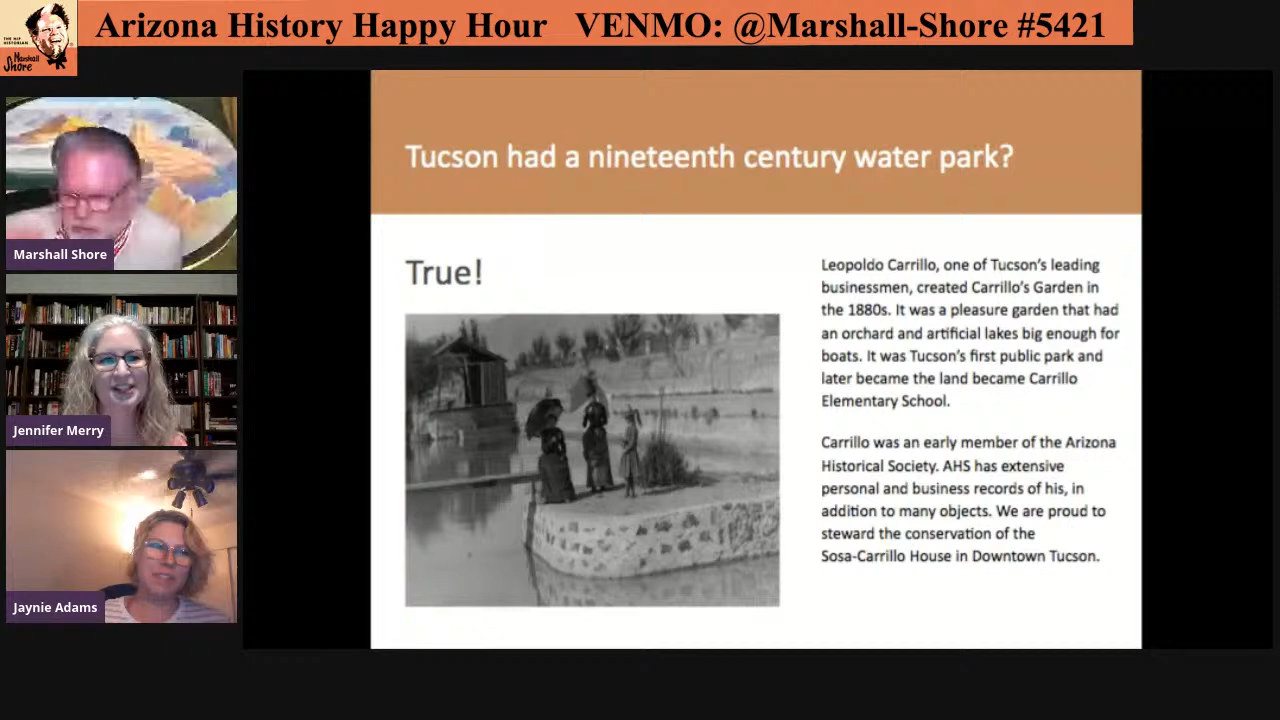 Arizona History Happy Hour VENMO: @Marshall-Shore #5421
THE HIP
HISTORIAN
Marshall
Shore
Marshall Shore
Jennifer Merry
Jaynie Adams
Tucson had a nineteenth century water park?
True!
Leopoldo Carrillo, one of Tucson's leading
businessmen, created Carrillo's Garden in
the 1880s. It was a pleasure garden that had
an orchard and artificial lakes big enough for
boats. It was Tucson's first public park and
later became the land became Carrillo
Elementary School.
Carrillo was an early member of the Arizona
Historical Society. AHS has extensive
personal and business records of his, in
addition to many objects. We are proud to
steward the conservation of the
Sosa-Carrillo House in Downtown Tucson.